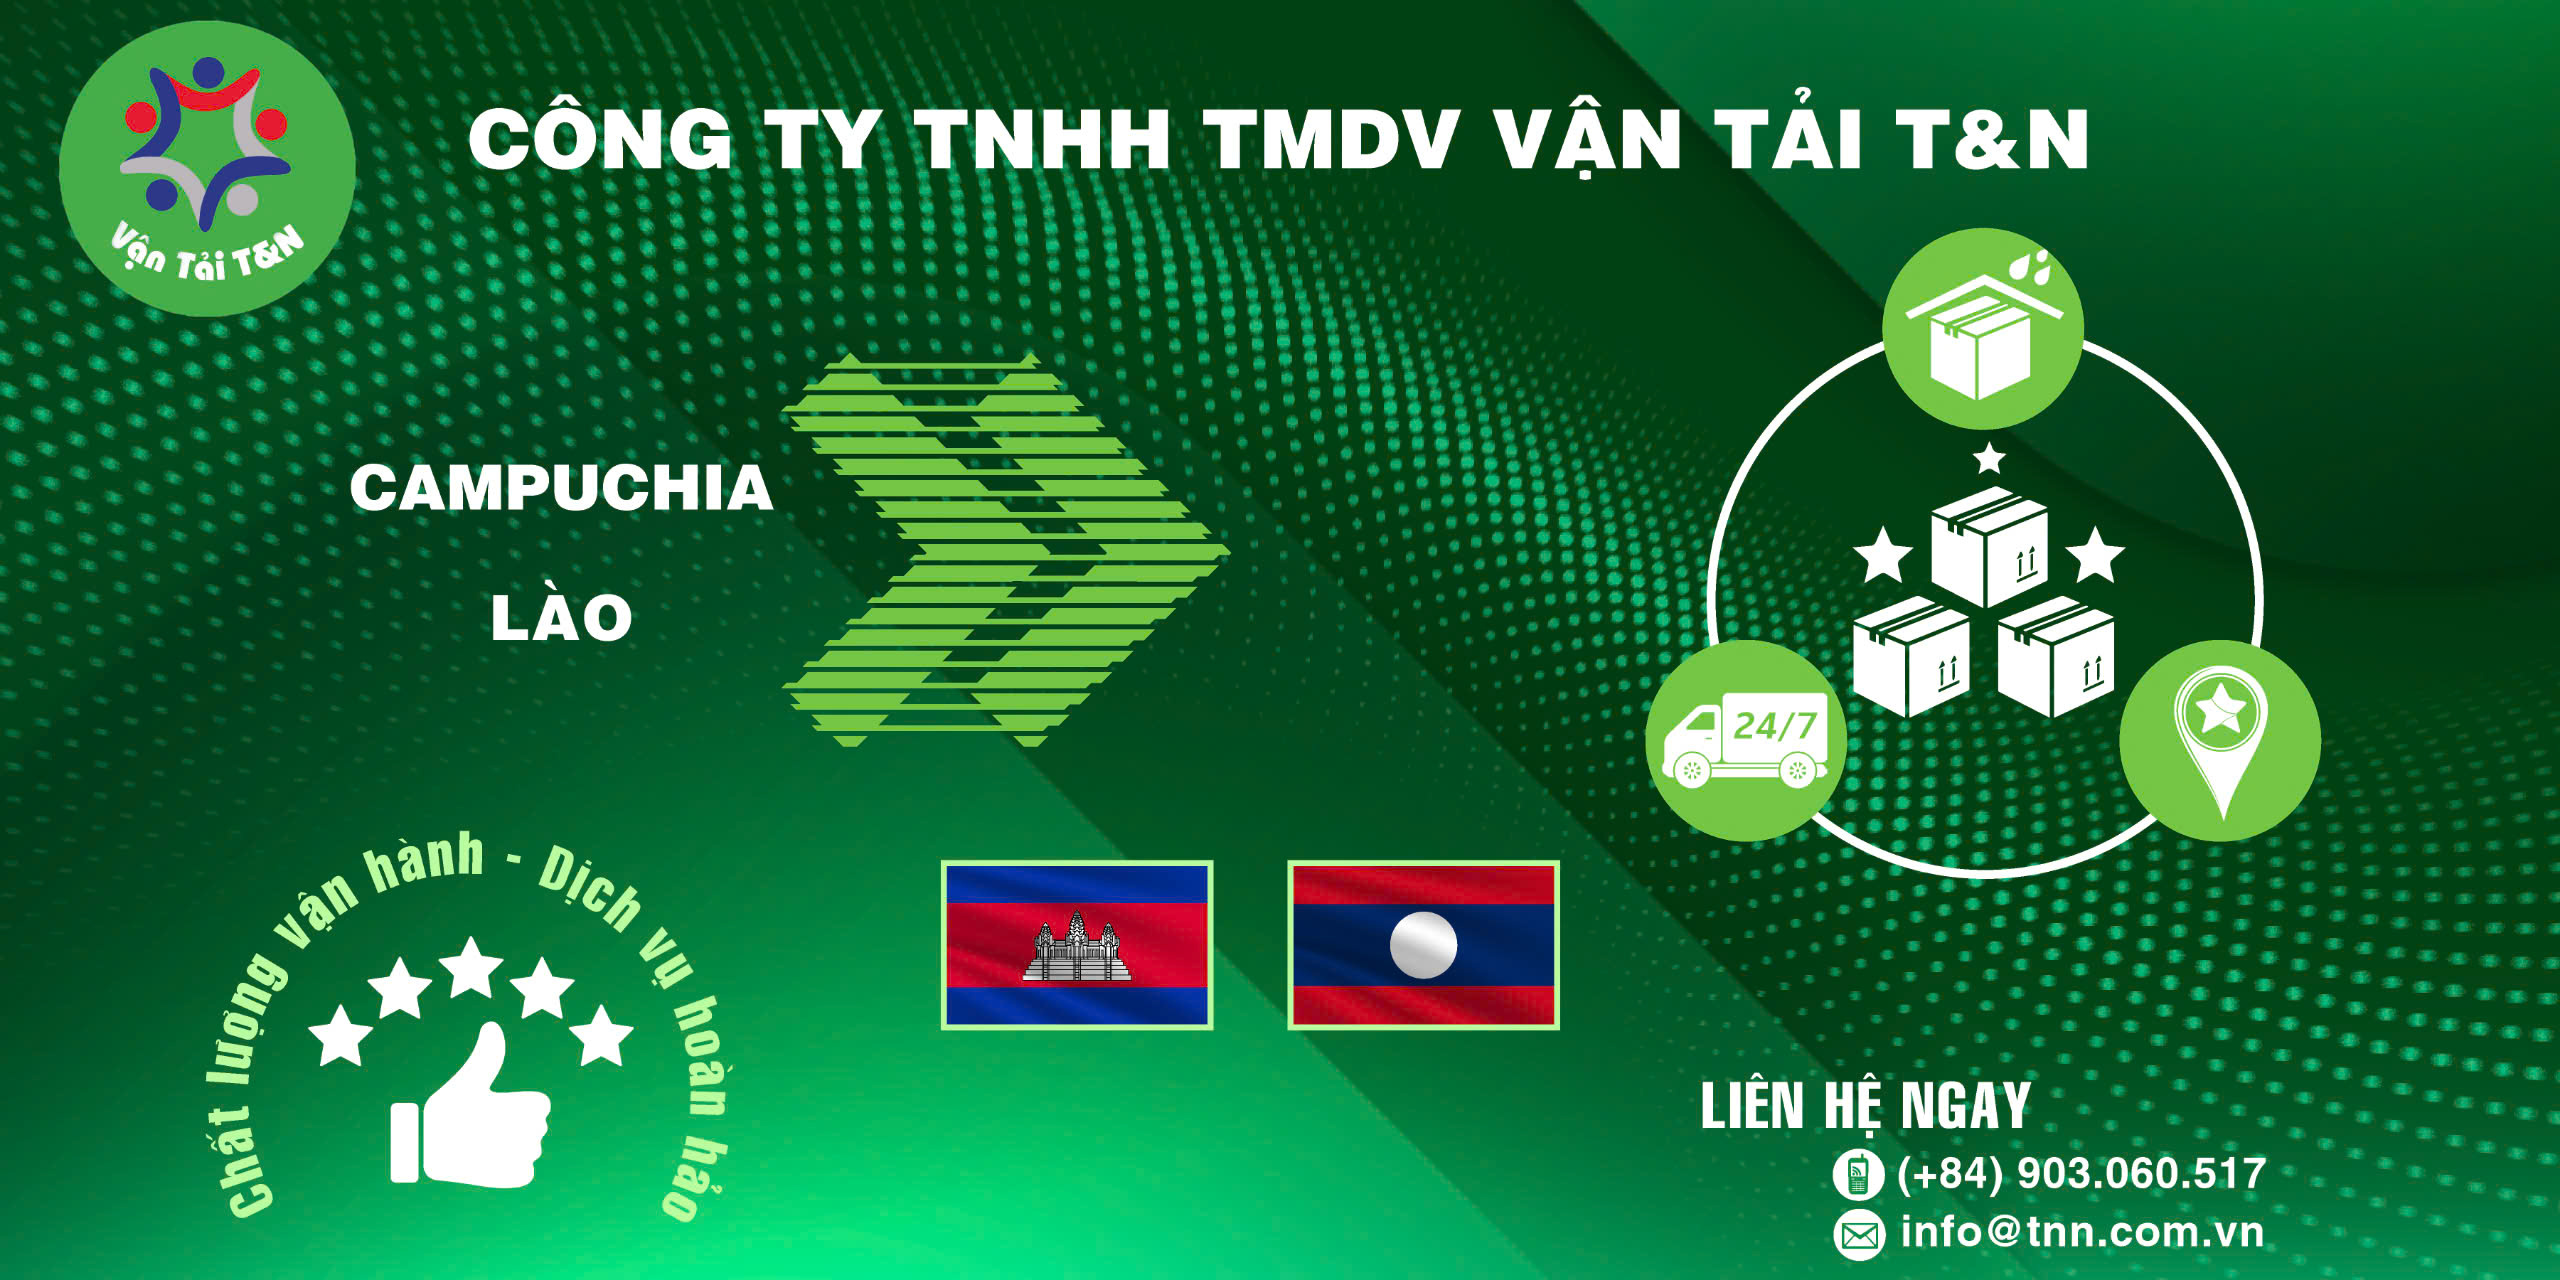 Vận Tải T&N
CÔNG TY TNHH TMDV VẬN TẢI T&N
CAMPUCHIA
LÀO
24/7
Chất lượng vận hành - Dịch vụ hoàn hảo
LIÊN HỆ NGAY
(+84) 903.060.517
info@tnn.com.vn